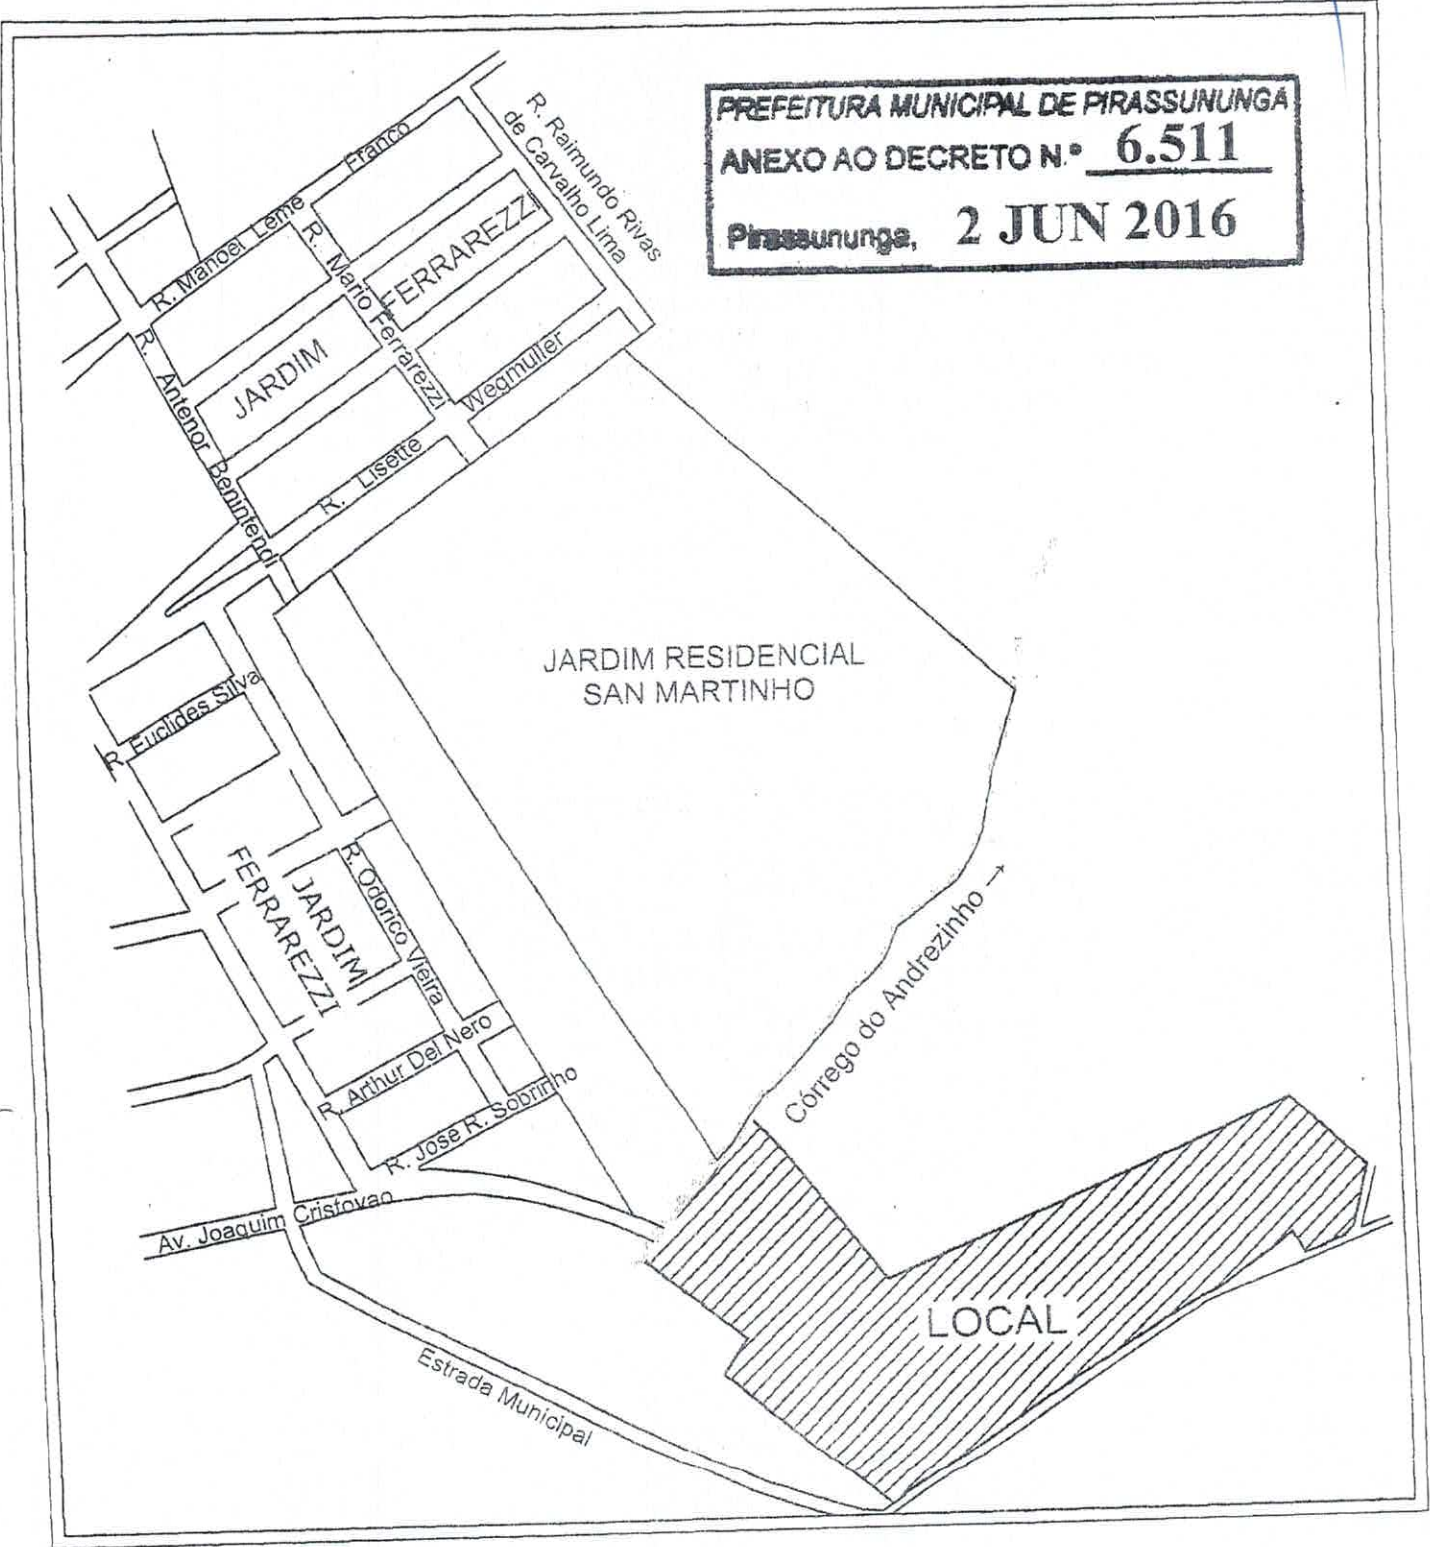 PREFEITURA MUNICIPAL DE PIRASSUNUNGA
ANEXO AO DECRETO N.º 6.511
Pirassununga, 2 JUN 2016
R. Raimundo Rivas
de Carvalho Lima
R. Manoel Leme Franco
R. Mario Ferrarezzi
JARDIM FERRAREZZI
R. Antenor Benintendi
R. Lisette Wegmuller
JARDIM RESIDENCIAL
SAN MARTINHO
R. Euclides Silva
JARDIM
FERRAREZZI
R. Odorico Vieira
Córrego do Andrezinho →
R. Arthur Del Nero
R. Jose R. Sobrinho
Av. Joaquim Cristovao
LOCAL
Estrada Municipal